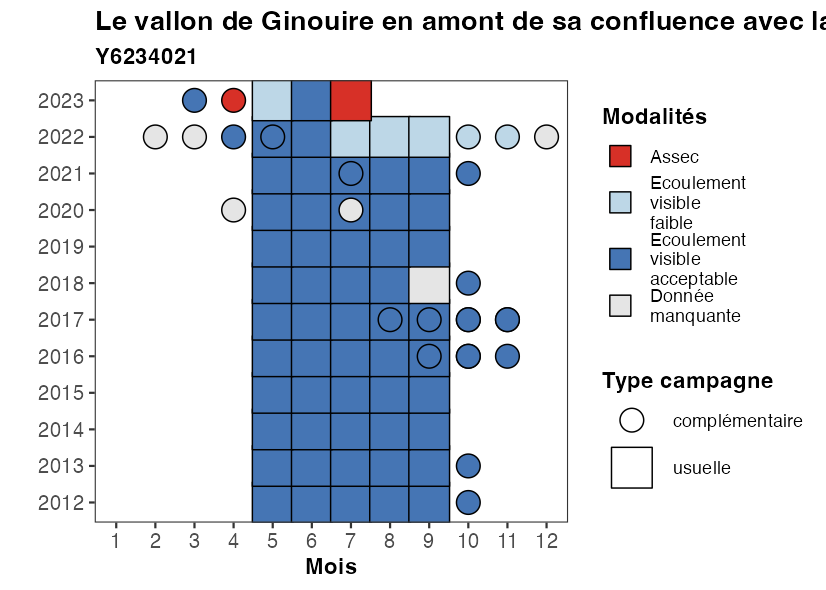 Le vallon de Ginouire en amont de sa confluence avec la
Y6234021
2023
2022
2021
2020
2019
2018
2017
2016
2015
2014
2013
2012
1 2 3 4 5 6 7 8 9 10 11 12
Mois
Modalités
Assec
Ecoulement
visible
faible
Ecoulement
visible
acceptable
Donnée
manquante
Type campagne
complémentaire
usuelle